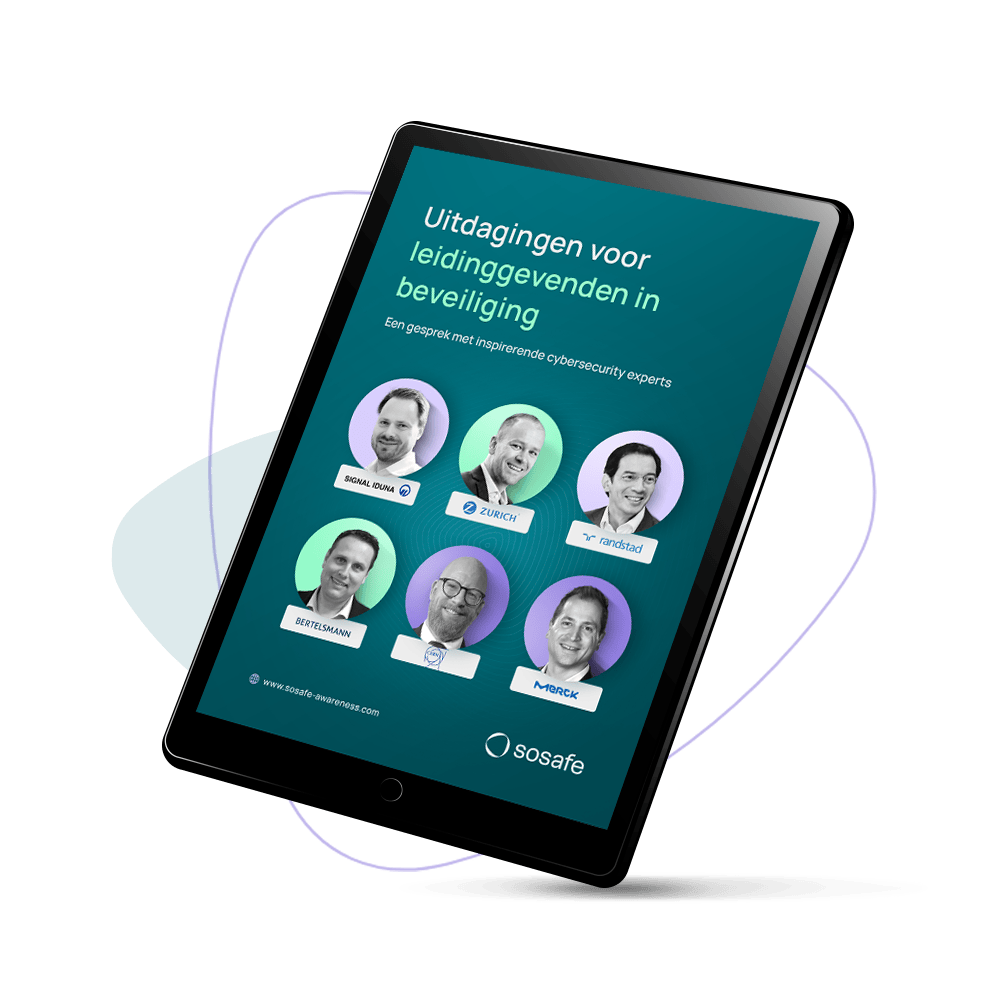 Uitdagingen voor
leidinggevenden in
beveiliging
Een gesprek met inspirerende cybersecurity experts
SIGNAL IDUNA
ZURICH
randstad
BERTELSMANN
CERN
MERCK
www.sosafe-awareness.com
sosafe